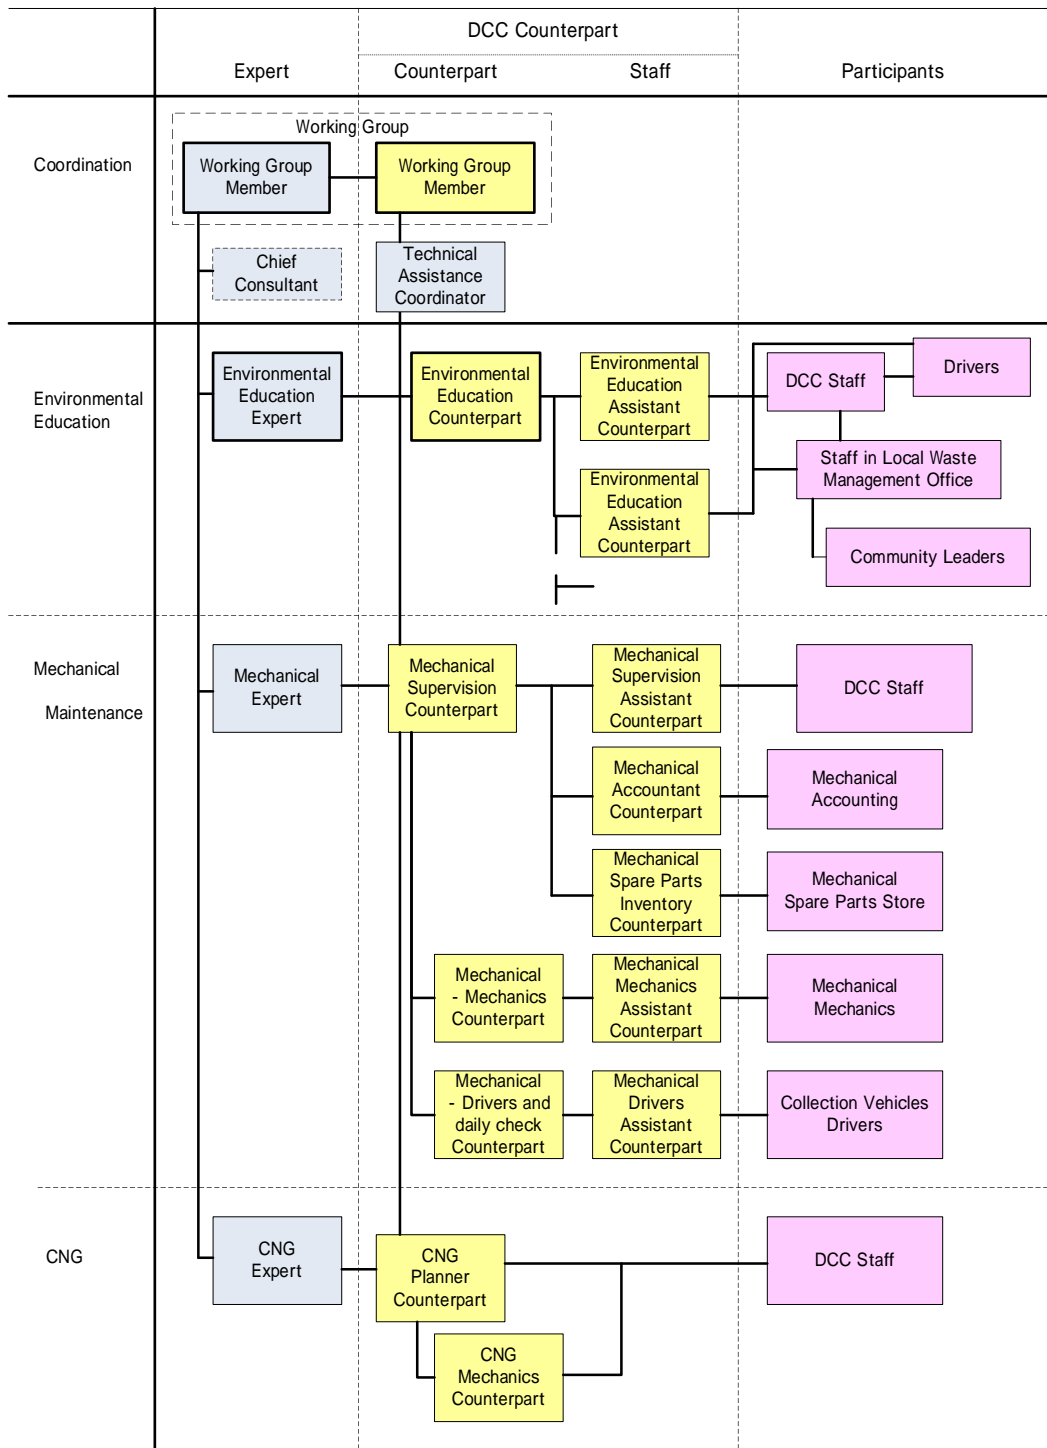 DCC Counterpart
Expert
Counterpart
Staff
Participants
Coordination
Working Group
Working Group
Member
Working Group
Member
Chief
Consultant
Technical
Assistance
Coordinator
Environmental
Education
Environmental
Education
Expert
Environmental
Education
Counterpart
Environmental
Education
Assistant
Counterpart
DCC Staff
Drivers
Environmental
Education
Assistant
Counterpart
Staff in Local Waste
Management Office
Community Leaders
Mechanical
Maintenance
Mechanical
Expert
Mechanical
Supervision
Counterpart
Mechanical
Supervision
Assistant
Counterpart
DCC Staff
Mechanical
Accountant
Counterpart
Mechanical
Accounting
Mechanical
Spare Parts
Inventory
Counterpart
Mechanical
Spare Parts Store
Mechanical
- Mechanics
Counterpart
Mechanical
Mechanics
Assistant
Counterpart
Mechanical
Mechanics
Mechanical
- Drivers and
daily check
Counterpart
Mechanical
Drivers
Assistant
Counterpart
Collection Vehicles
Drivers
CNG
CNG
Expert
CNG
Planner
Counterpart
DCC Staff
CNG
Mechanics
Counterpart